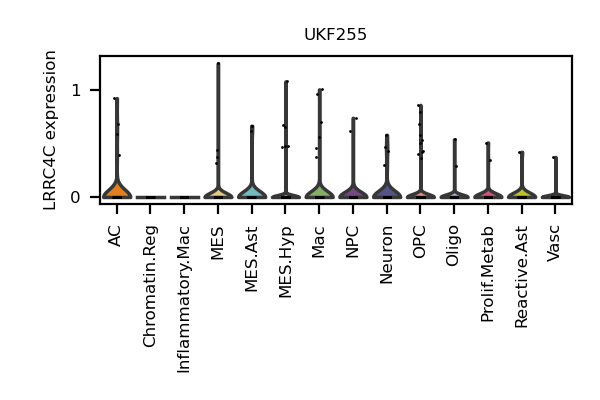 UKF255
LRRC4C expression
1
0
AC
Chromatin.Reg
Inflammatory.Mac
MES
MES.Ast
MES.Hyp
Mac
NPC
Neuron
OPC
Oligo
Prolif.Metab
Reactive.Ast
Vasc